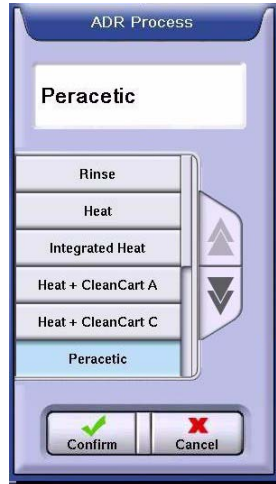 ADR Process
Peracetic
Rinse
Heat
Integrated Heat
Heat + CleanCart A
Heat + CleanCart C
Peracetic
Confirm
Cancel